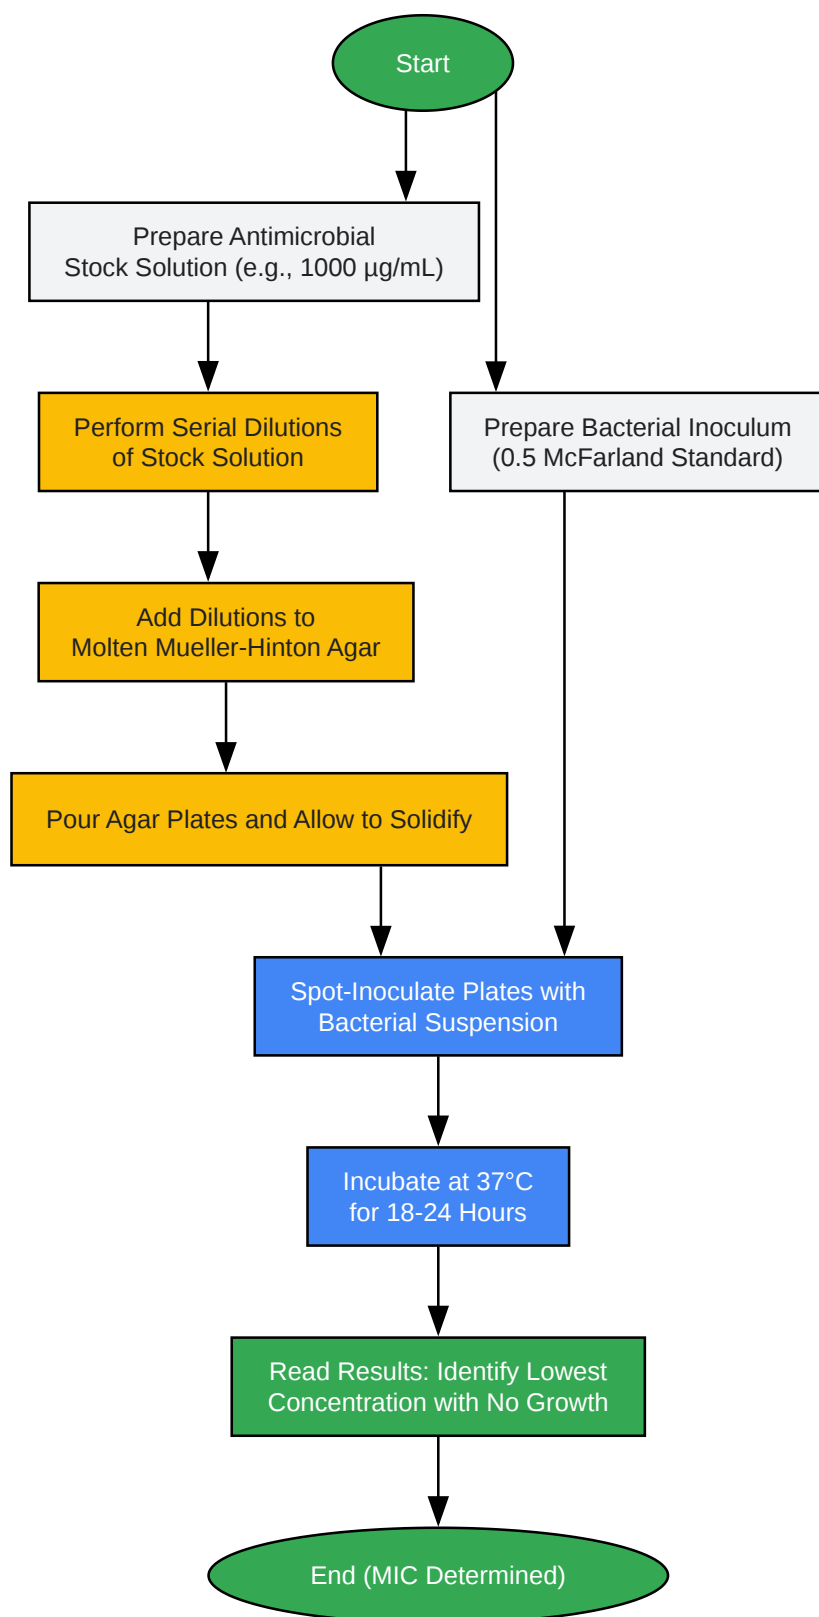 Start
Prepare Antimicrobial
Stock Solution (e.g., 1000 µg/mL)
Perform Serial Dilutions
of Stock Solution
Prepare Bacterial Inoculum
(0.5 McFarland Standard)
Add Dilutions to
Molten Mueller-Hinton Agar
Pour Agar Plates and Allow to Solidify
Spot-Inoculate Plates with
Bacterial Suspension
Incubate at 37°C
for 18-24 Hours
Read Results: Identify Lowest
Concentration with No Growth
End (MIC Determined)